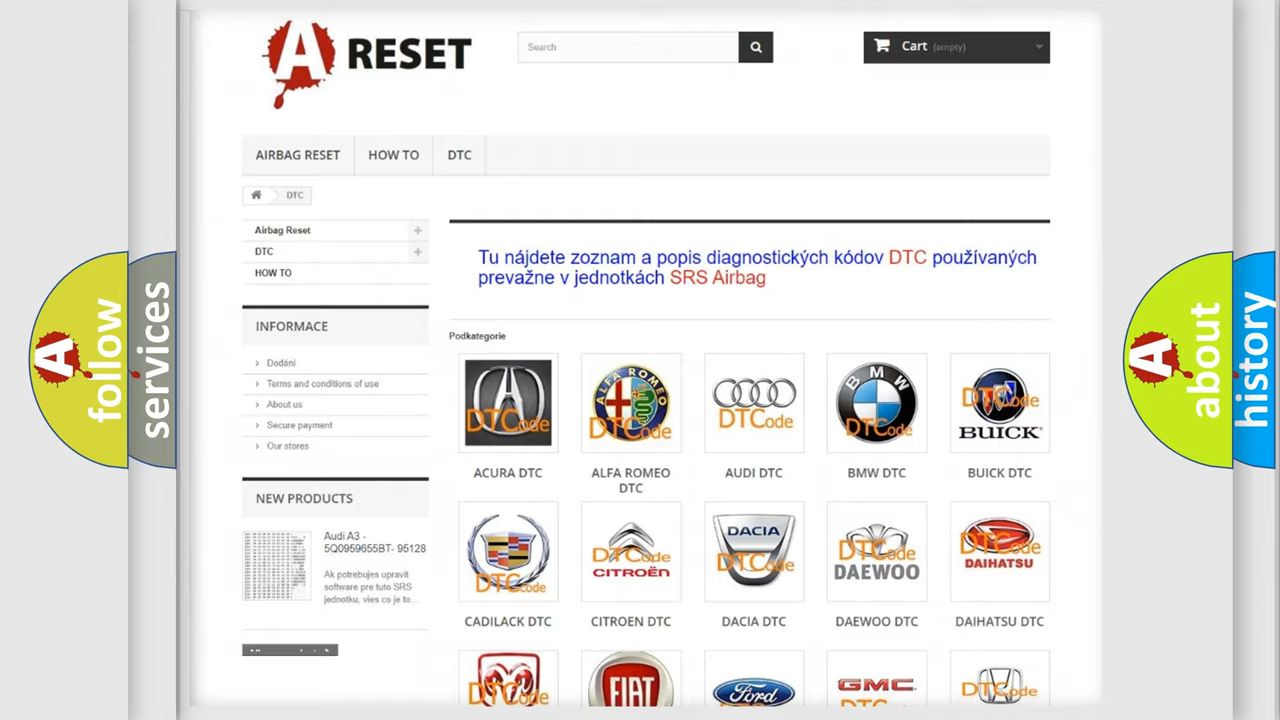 A RESET
Search
Cart (empty)
AIRBAG RESET
HOW TO
DTC
DTC
Airbag Reset
DTC
HOW TO
INFORMACE
Dodání
Terms and conditions of use
About us
Secure payment
Our stores
NEW PRODUCTS
Audi A3 -
5Q0959655BT- 95128
Ak potrebujes upravit
software pre tuto SRS
jednotku, vies co je to...
Tu nájdete zoznam a popis diagnostických kódov DTC používaných
prevažne v jednotkách SRS Airbag
Podkategorie
DTCode
ACURA DTC
ALFA ROMEO
DTCode
ALFA ROMEO
DTC
DTCode
AUDI DTC
BMW
DTCode
BMW DTC
DTCode
BUICK
BUICK DTC
DTCode
CADILACK DTC
DTCode
CITROËN
CITROEN DTC
DACIA
DTCode
DACIA DTC
DTCode
DAEWOO
DAEWOO DTC
DTCode
DAIHATSU
DAIHATSU DTC
DTCode
FIAT
Ford
GMC
DTCode
A follow
services
A about
history